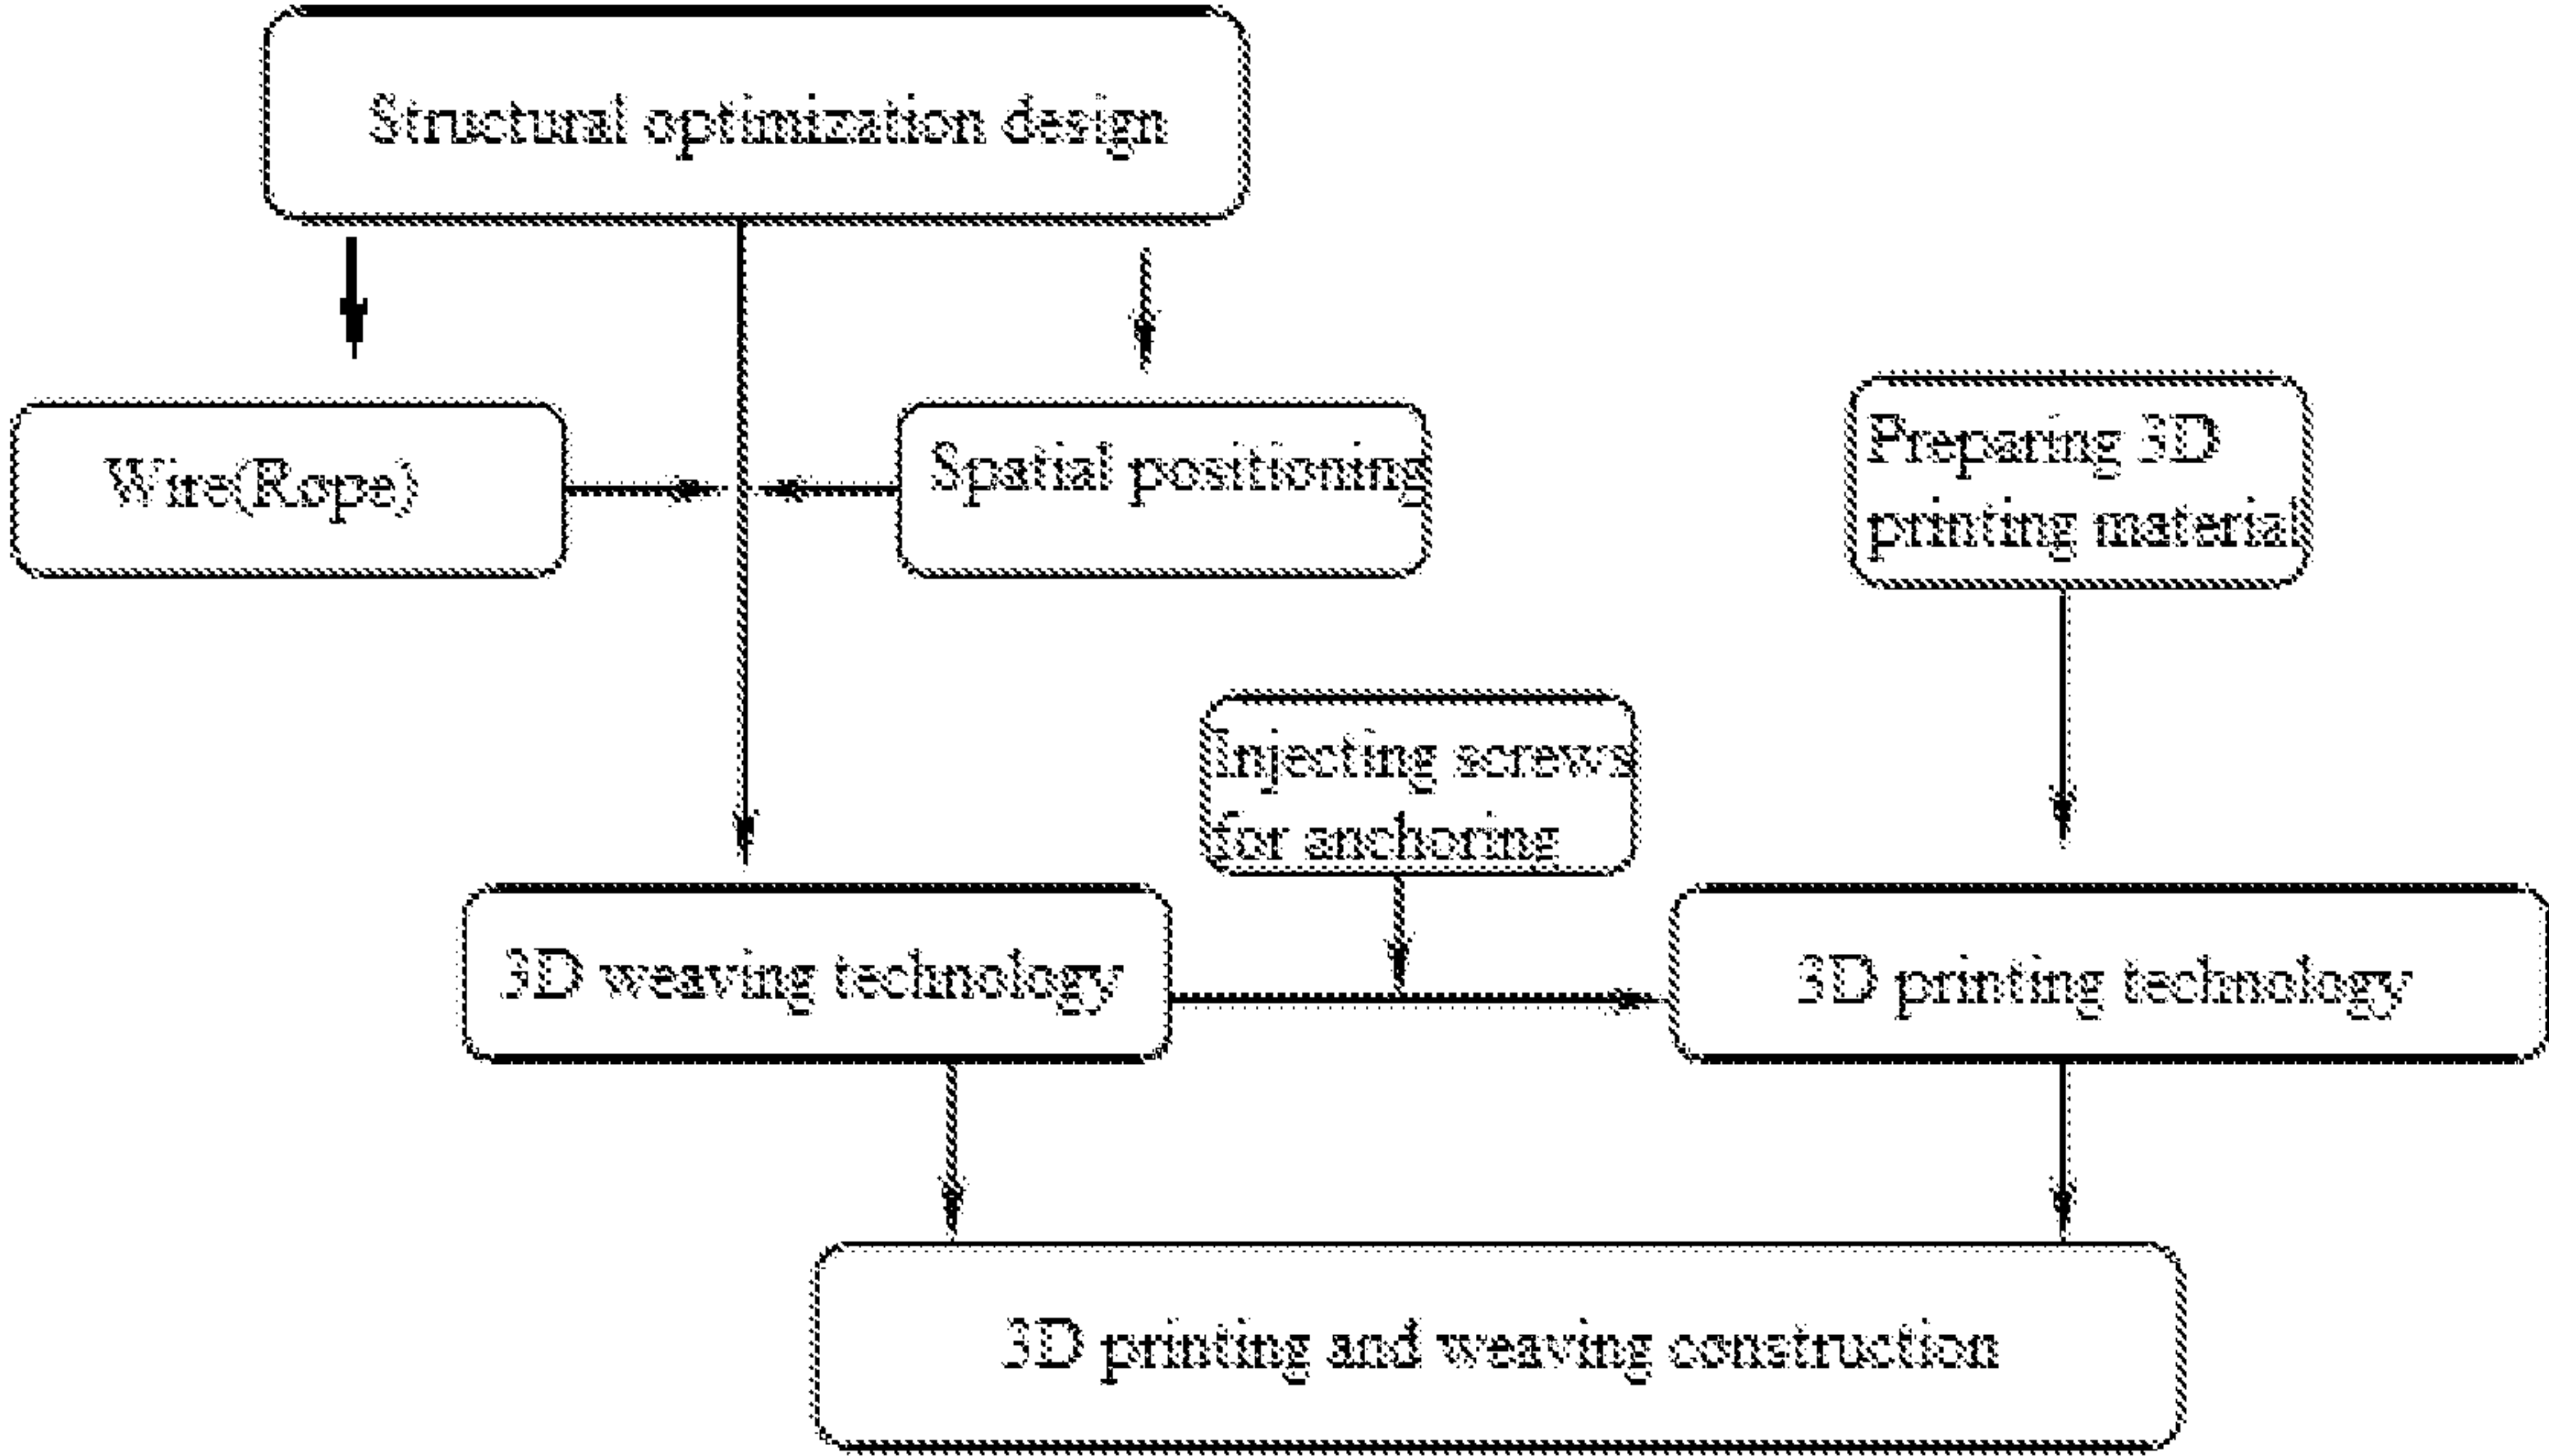 Structural optimization design
Wire(Rope)
Spatial positioning
Preparing 3D
printing material
Injecting screws
for anchoring
3D weaving technology
3D printing technology
3D printing and weaving construction